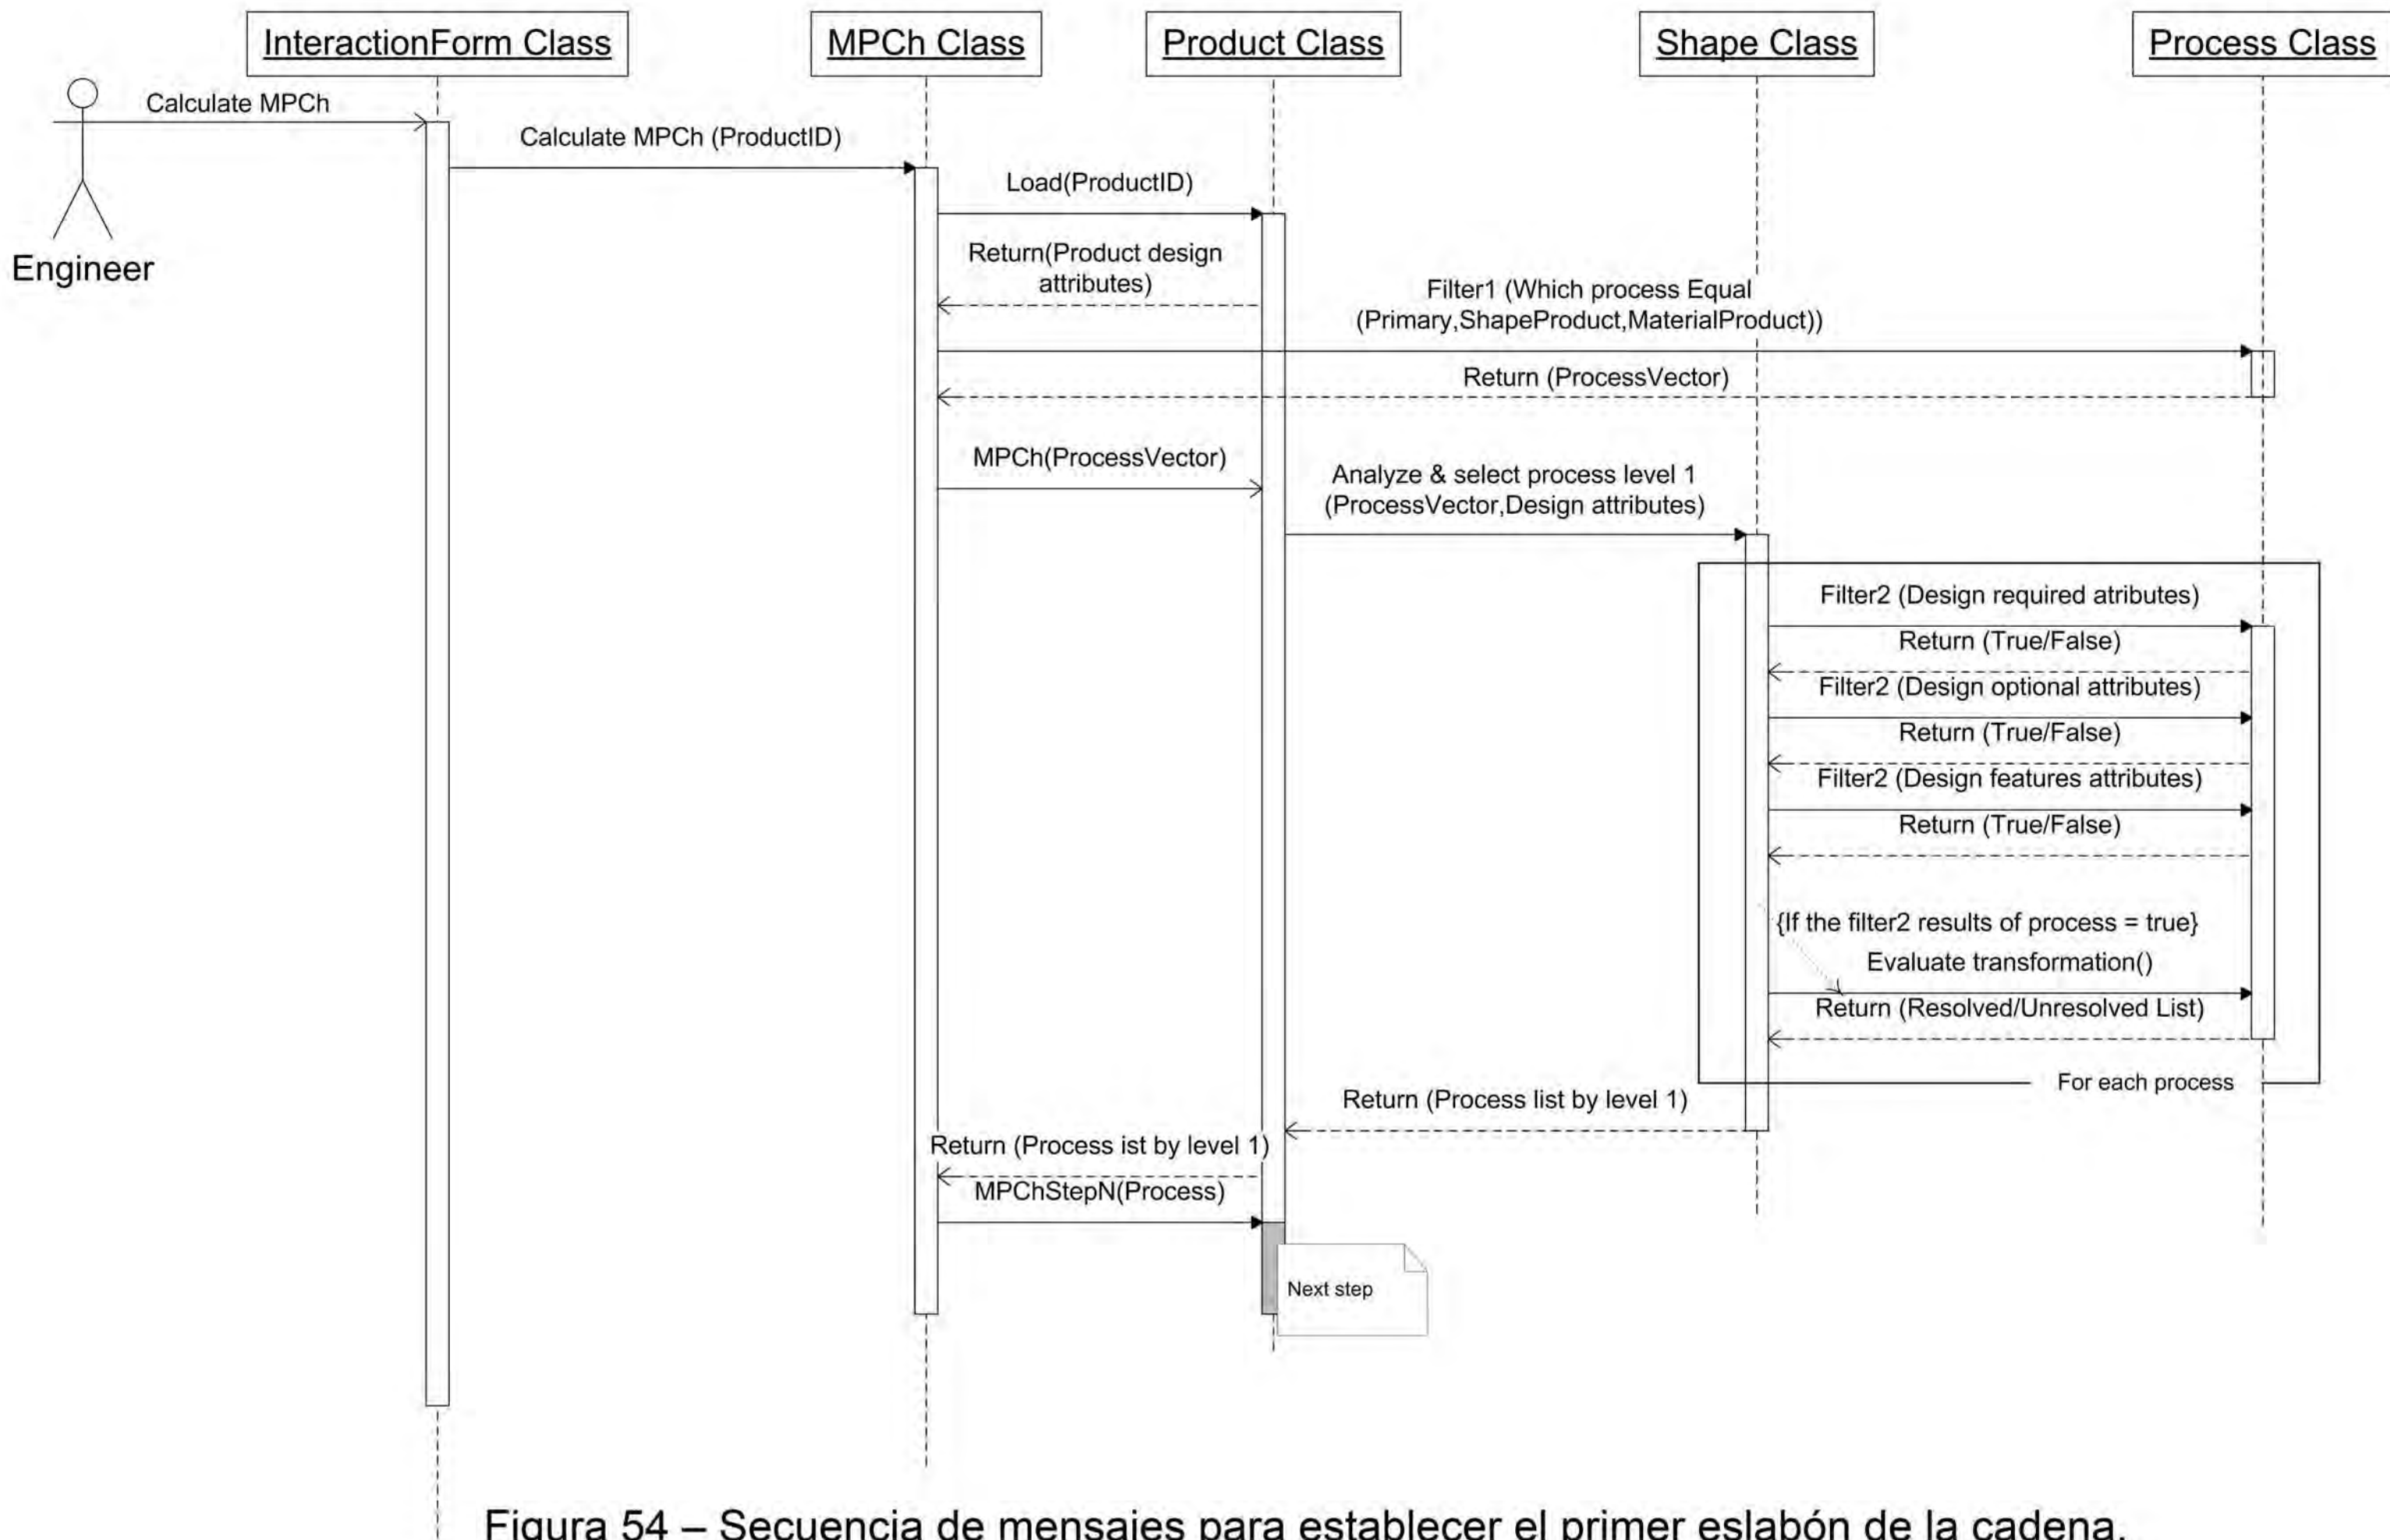 InteractionForm Class
MPCh Class
Product Class
Shape Class
Process Class
Calculate MPCh
Engineer
Calculate MPCh (ProductID)
Load(ProductID)
Return(Product design
attributes)
Filter1 (Which process Equal
(Primary,ShapeProduct,MaterialProduct))
Return (ProcessVector)
MPCh(ProcessVector)
Analyze & select process level 1
(ProcessVector,Design attributes)
Filter2 (Design required atributes)
Return (True/False)
Filter2 (Design optional attributes)
Return (True/False)
Filter2 (Design features attributes)
Return (True/False)
{If the filter2 results of process = true}
Evaluate transformation()
Return (Resolved/Unresolved List)
For each process
Return (Process list by level 1)
Return (Process ist by level 1)
MPChStepN(Process)
Next step
Figura 54 – Secuencia de mensajes para establecer el primer eslabón de la cadena.